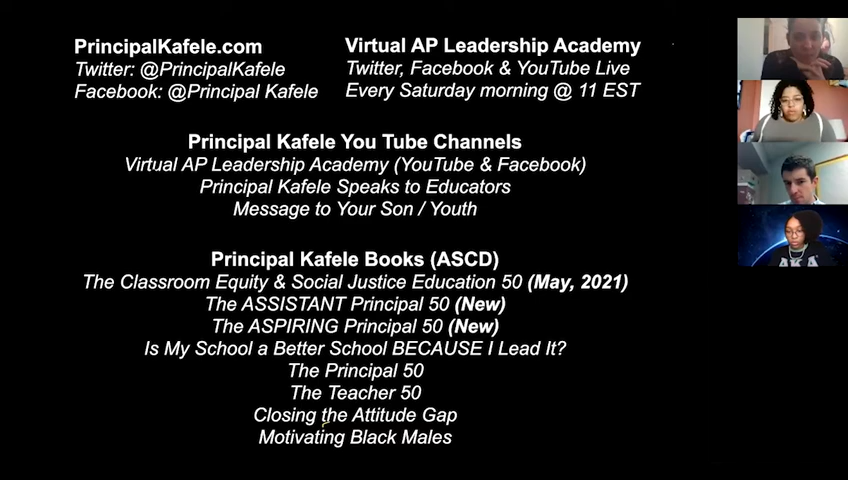 PrincipalKafele.com
Twitter: @PrincipalKafele
Facebook: @Principal Kafele
Virtual AP Leadership Academy
Twitter, Facebook & YouTube Live
Every Saturday morning @ 11 EST
Principal Kafele You Tube Channels
Virtual AP Leadership Academy (YouTube & Facebook)
Principal Kafele Speaks to Educators
Message to Your Son / Youth
Principal Kafele Books (ASCD)
The Classroom Equity & Social Justice Education 50 (May, 2021)
The ASSISTANT Principal 50 (New)
The ASPIRING Principal 50 (New)
Is My School a Better School BECAUSE I Lead It?
The Principal 50
The Teacher 50
Closing the Attitude Gap
Motivating Black Males
AKA